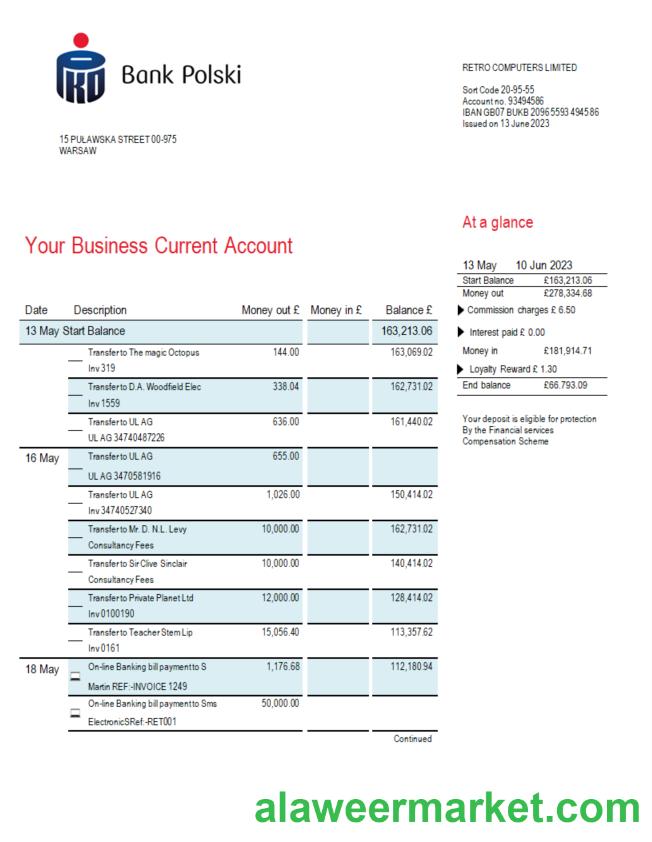 PKO Bank Polski
RETRO COMPUTERS LIMITED
Sort Code 20-95-55
Account no. 93494586
IBAN GB07 BUKB 2096 5593 4945 86
Issued on 13 June 2023
15 PUŁAWSKA STREET 00-975
WARSAW
Your Business Current Account
At a glance
13 May 10 Jun 2023
Start Balance £163,213.06
Money out £278,334.68
Commission charges £ 6.50
Interest paid £ 0.00
Money in £181,914.71
Loyalty Reward £ 1.30
End balance £66.793.09
Your deposit is eligible for protection
By the Financial services
Compensation Scheme
Date Description Money out £ Money in £ Balance £
13 May Start Balance 163,213.06
Transfer to The magic Octopus 144.00 163,069.02
Inv 319
Transfer to D.A. Woodfield Elec 338.04 162,731.02
Inv 1559
Transfer to UL AG 636.00 161,440.02
UL AG 34740487226
16 May Transfer to UL AG 655.00
UL AG 3470581916
Transfer to UL AG 1,026.00 150,414.02
Inv 34740527340
Transfer to Mr. D. N.L. Levy 10,000.00 162,731.02
Consultancy Fees
Transfer to Sir Clive Sinclair 10,000.00 140,414.02
Consultancy Fees
Transfer to Private Planet Ltd 12,000.00 128,414.02
Inv 0100190
Transfer to Teacher Stem Lip 15,056.40 113,357.62
Inv 0161
18 May On-line Banking bill payment to S 1,176.68 112,180.94
Martin REF:-INVOICE 1249
On-line Banking bill payment to Sms 50,000.00
ElectronicSRef:-RET001
Continued
alaweermarket.com